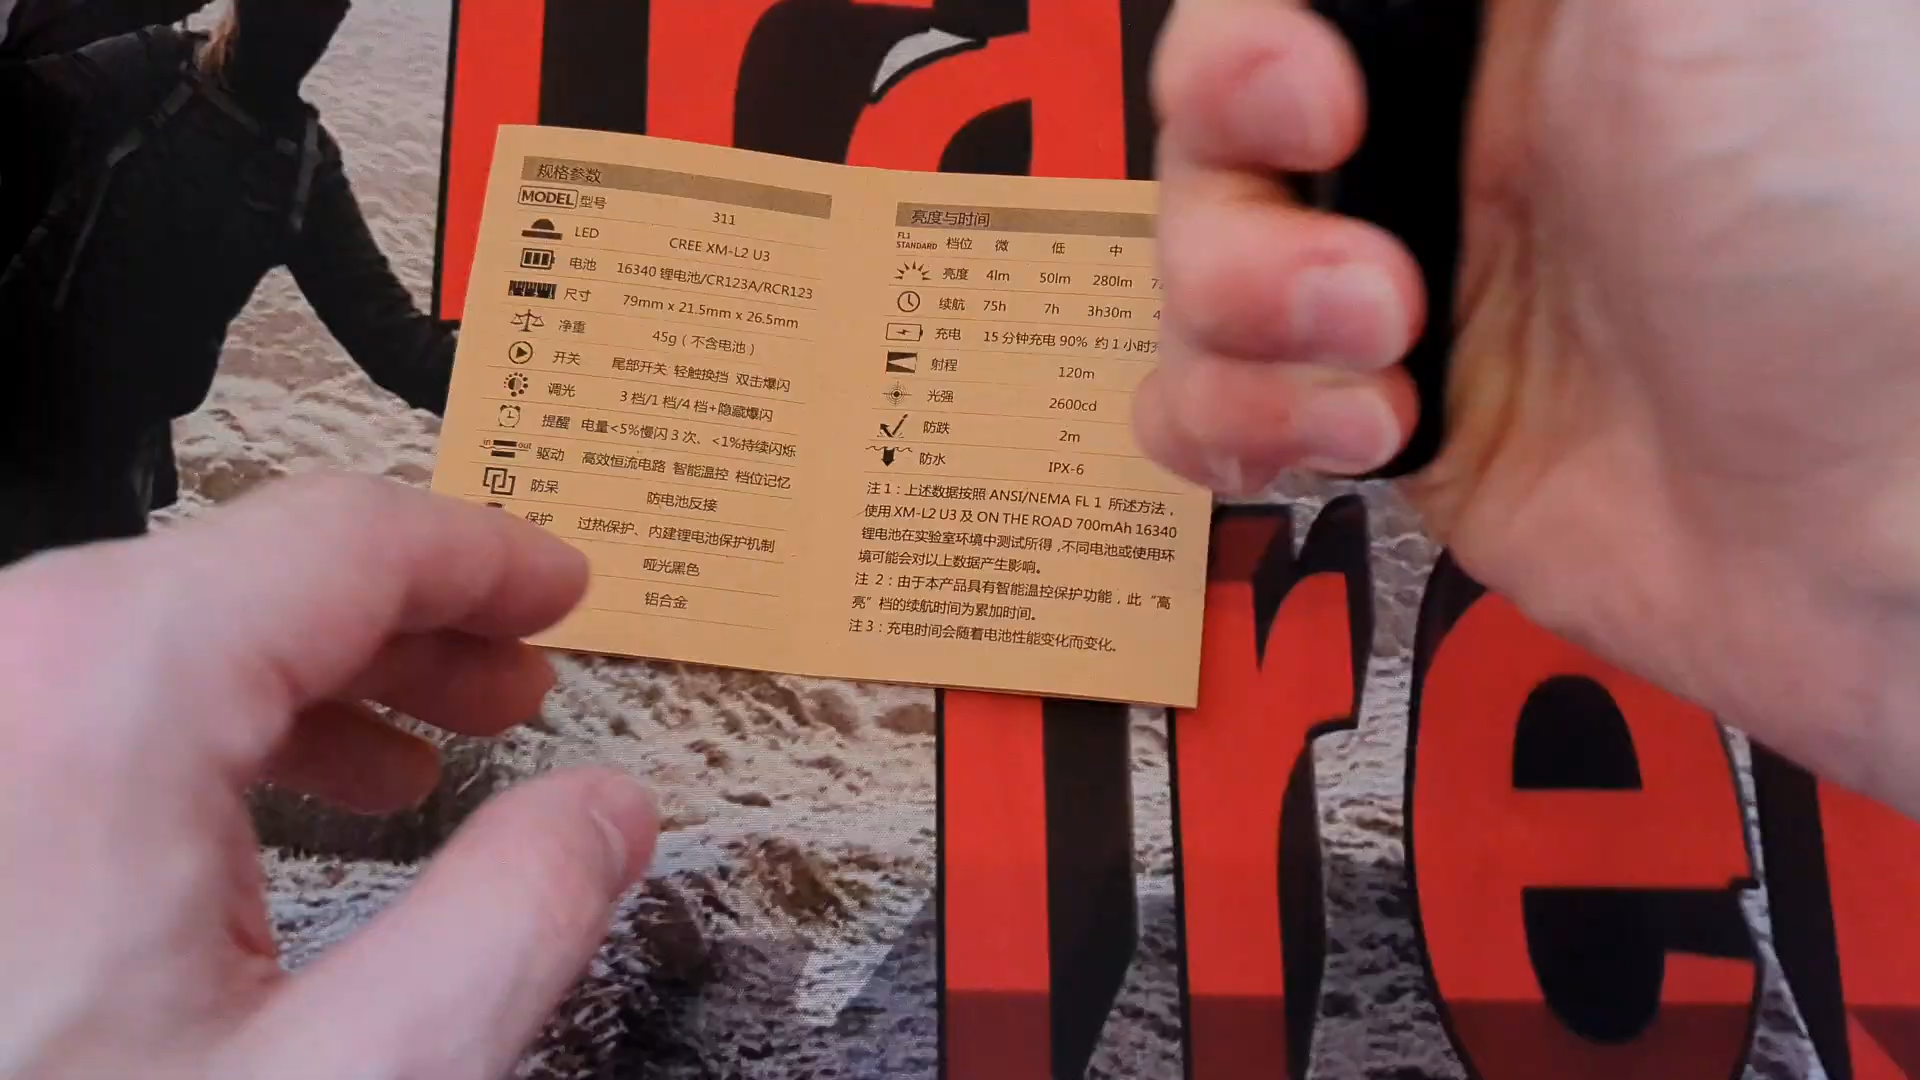 规格参数
MODEL 型号 311
LED CREE XM-L2 U3
电池 16340 锂电池/CR123A/RCR123
尺寸 79mm x 21.5mm x 26.5mm
净重 45g（不含电池）
开关 尾部开关 轻触换挡 双击爆闪
调光 3 档/1 档/4 档+隐藏爆闪
提醒 电量<5%慢闪 3 次、<1%持续闪烁
in out 驱动 高效恒流电路 智能温控 档位记忆
防呆 防电池反接
保护 过热保护、内建锂电池保护机制
哑光黑色
铝合金
亮度与时间
FL1 STANDARD 档位 微 低 中
亮度 4lm 50lm 280lm
续航 75h 7h 3h30m
充电 15 分钟充电 90% 约 1 小时
射程 120m
光强 2600cd
防跌 2m
防水 IPX-6
注 1：上述数据按照 ANSI/NEMA FL 1 所述方法，
使用 XM-L2 U3 及 ON THE ROAD 700mAh 16340
锂电池在实验室环境中测试所得，不同电池或使用环
境可能会对以上数据产生影响。
注 2：由于本产品具有智能温控保护功能，此“高
亮”档的续航时间为累加时间。
注 3：充电时间会随着电池性能变化而变化。